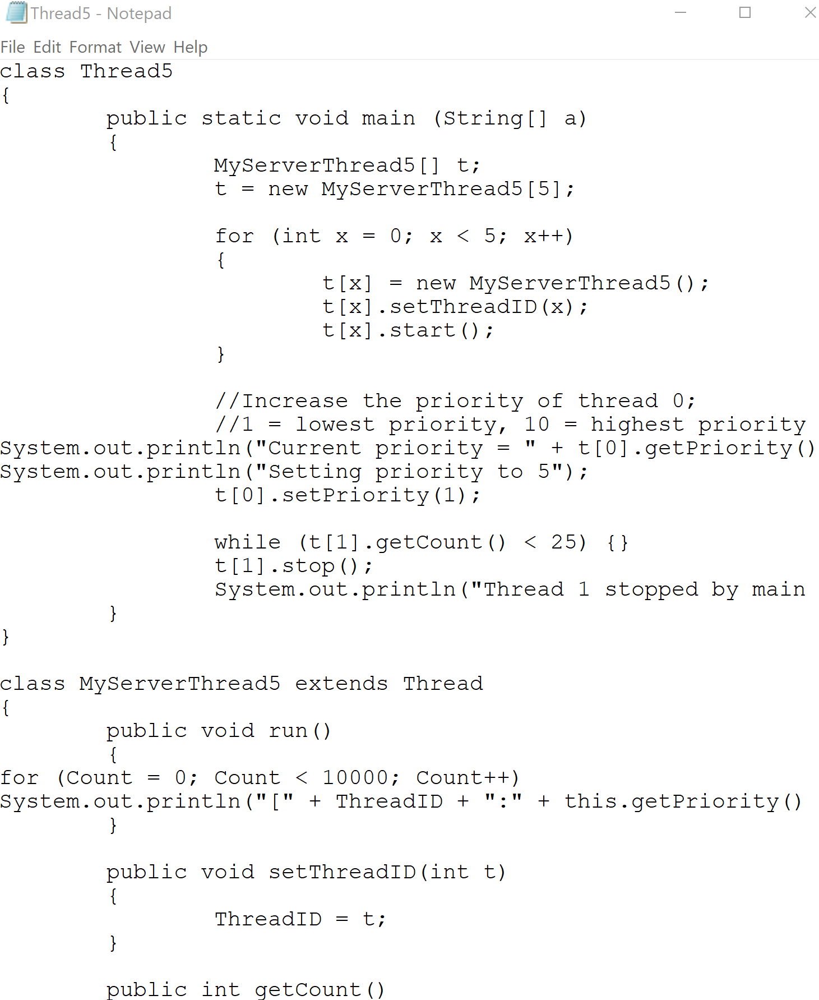 Thread5 - Notepad
File Edit Format View Help
class Thread5
{
        public static void main (String[] a)
        {
                MyServerThread5[] t;
                t = new MyServerThread5[5];

                for (int x = 0; x < 5; x++)
                {
                        t[x] = new MyServerThread5();
                        t[x].setThreadID(x);
                        t[x].start();
                }

                //Increase the priority of thread 0;
                //1 = lowest priority, 10 = highest priority
System.out.println("Current priority = " + t[0].getPriority()
System.out.println("Setting priority to 5");
                t[0].setPriority(1);

                while (t[1].getCount() < 25) {}
                t[1].stop();
                System.out.println("Thread 1 stopped by main
        }
}

class MyServerThread5 extends Thread
{
        public void run()
        {
for (Count = 0; Count < 10000; Count++)
System.out.println("[" + ThreadID + ":" + this.getPriority()
        }

        public void setThreadID(int t)
        {
                ThreadID = t;
        }

        public int getCount()